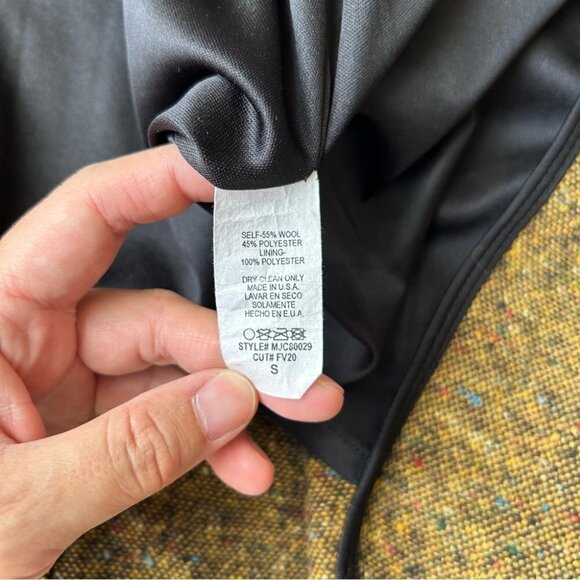 SELF-55% WOOL
45% POLYESTER
LINING-
100% POLYESTER
DRY CLEAN ONLY
MADE IN U.S.A.
LAVAR EN SECO
SOLAMENTE
HECHO EN E.U.A.
STYLE# MJC80029
CUT# FV20
S